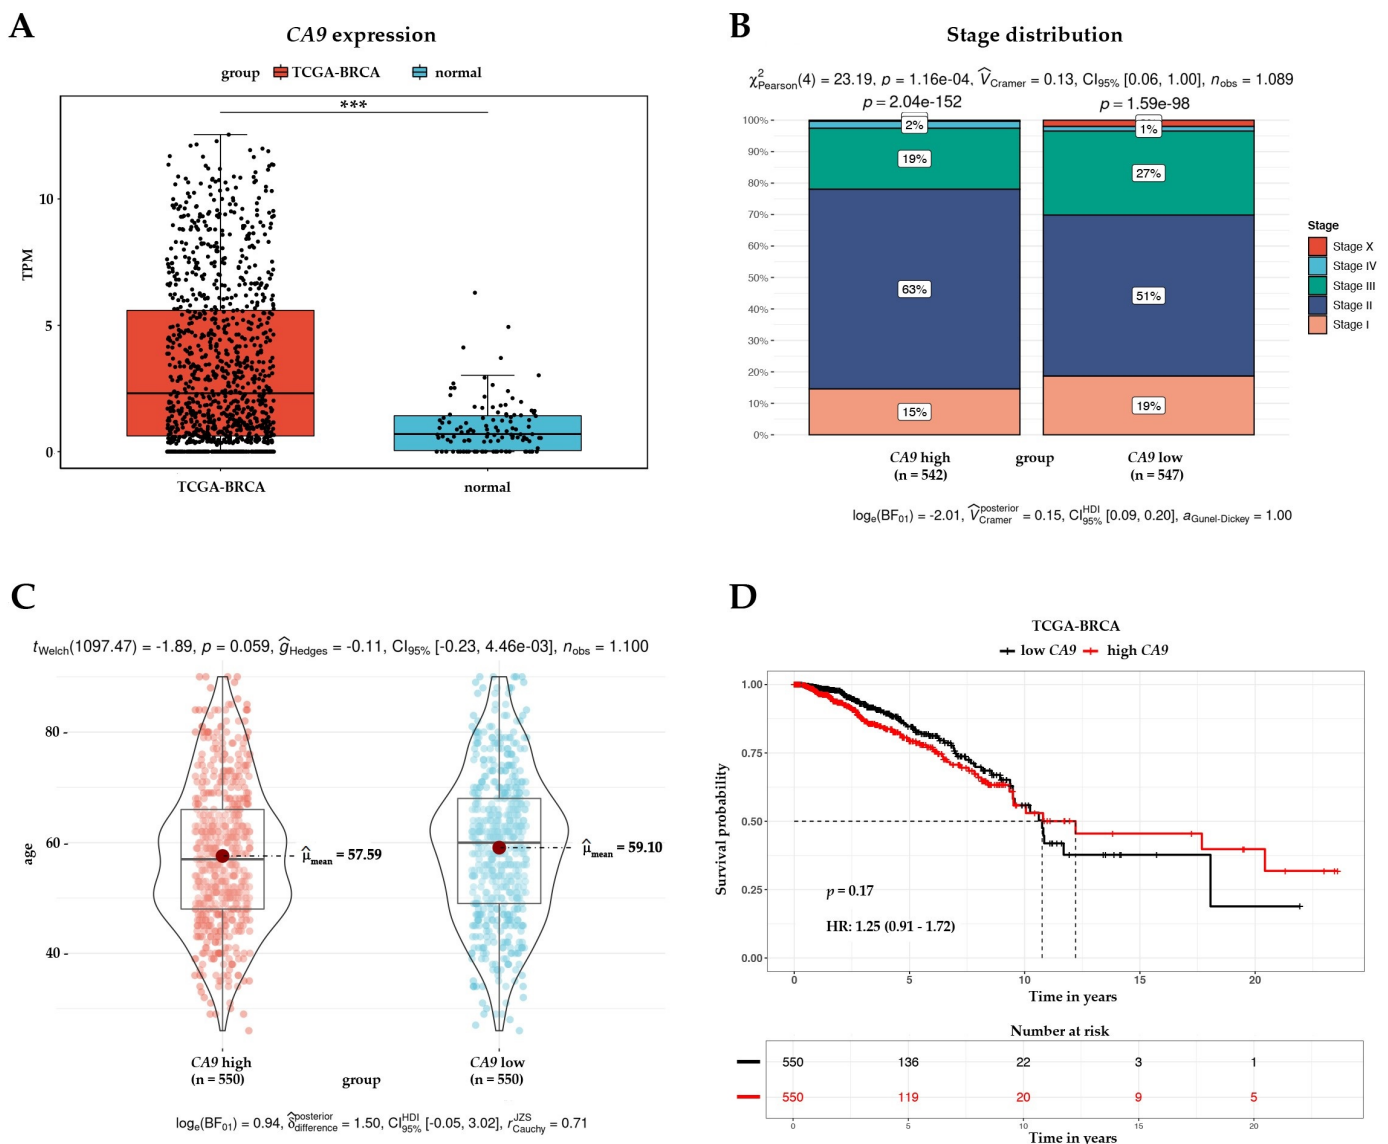 A
CA9 expression
group TCGA-BRCA normal
***
10
5
0
TPM
TCGA-BRCA normal
B
Stage distribution
χ²Pearson(4) = 23.19, p = 1.16e-04, V̂Cramer = 0.13, CI95% [0.06, 1.00], nobs = 1.089
p = 2.04e-152 p = 1.59e-98
100%
90%
80%
70%
60%
50%
40%
30%
20%
10%
0%
2%
19%
63%
15%
1%
27%
51%
19%
Stage
Stage X
Stage IV
Stage III
Stage II
Stage I
CA9 high group CA9 low
(n = 542) (n = 547)
loge(BF01) = -2.01, V̂posterior Cramer = 0.15, CI HDI 95% [0.09, 0.20], aGunel-Dickey = 1.00
C
tWelch(1097.47) = -1.89, p = 0.059, ĝHedges = -0.11, CI95% [-0.23, 4.46e-03], nobs = 1.100
80
60
40
age
μ̂mean = 57.59
μ̂mean = 59.10
CA9 high CA9 low
(n = 550) group (n = 550)
loge(BF01) = 0.94, δ̂posterior difference = 1.50, CI HDI 95% [-0.05, 3.02], r JZS Cauchy = 0.71
D
TCGA-BRCA
low CA9 high CA9
1.00
0.75
0.50
0.25
0.00
Survival probability
p = 0.17
HR: 1.25 (0.91 - 1.72)
0 5 10 15 20
Time in years
Number at risk
550 136 22 3 1
550 119 20 9 5
0 5 10 15 20
Time in years